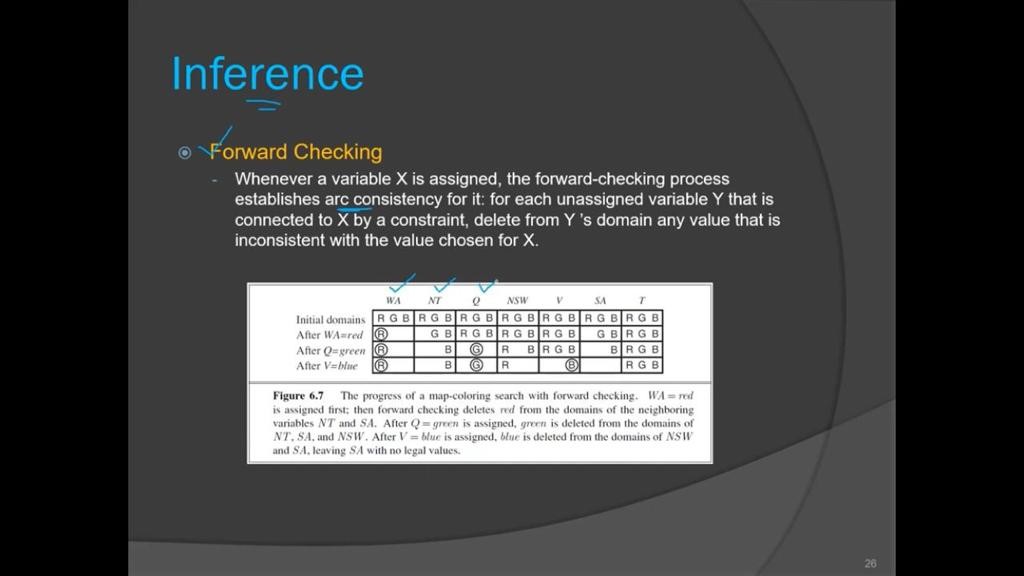 Inference
Forward Checking
- Whenever a variable X is assigned, the forward-checking process
establishes arc consistency for it: for each unassigned variable Y that is
connected to X by a constraint, delete from Y 's domain any value that is
inconsistent with the value chosen for X.
WA NT Q NSW V SA T
Initial domains R G B R G B R G B R G B R G B R G B R G B
After WA=red R G B R G B R G B R G B G B R G B
After Q=green R B G R B R G B B R G B
After V=blue R B G R B R G B
Figure 6.7 The progress of a map-coloring search with forward checking. WA = red
is assigned first; then forward checking deletes red from the domains of the neighboring
variables NT and SA. After Q = green is assigned, green is deleted from the domains of
NT, SA, and NSW. After V = blue is assigned, blue is deleted from the domains of NSW
and SA, leaving SA with no legal values.
26